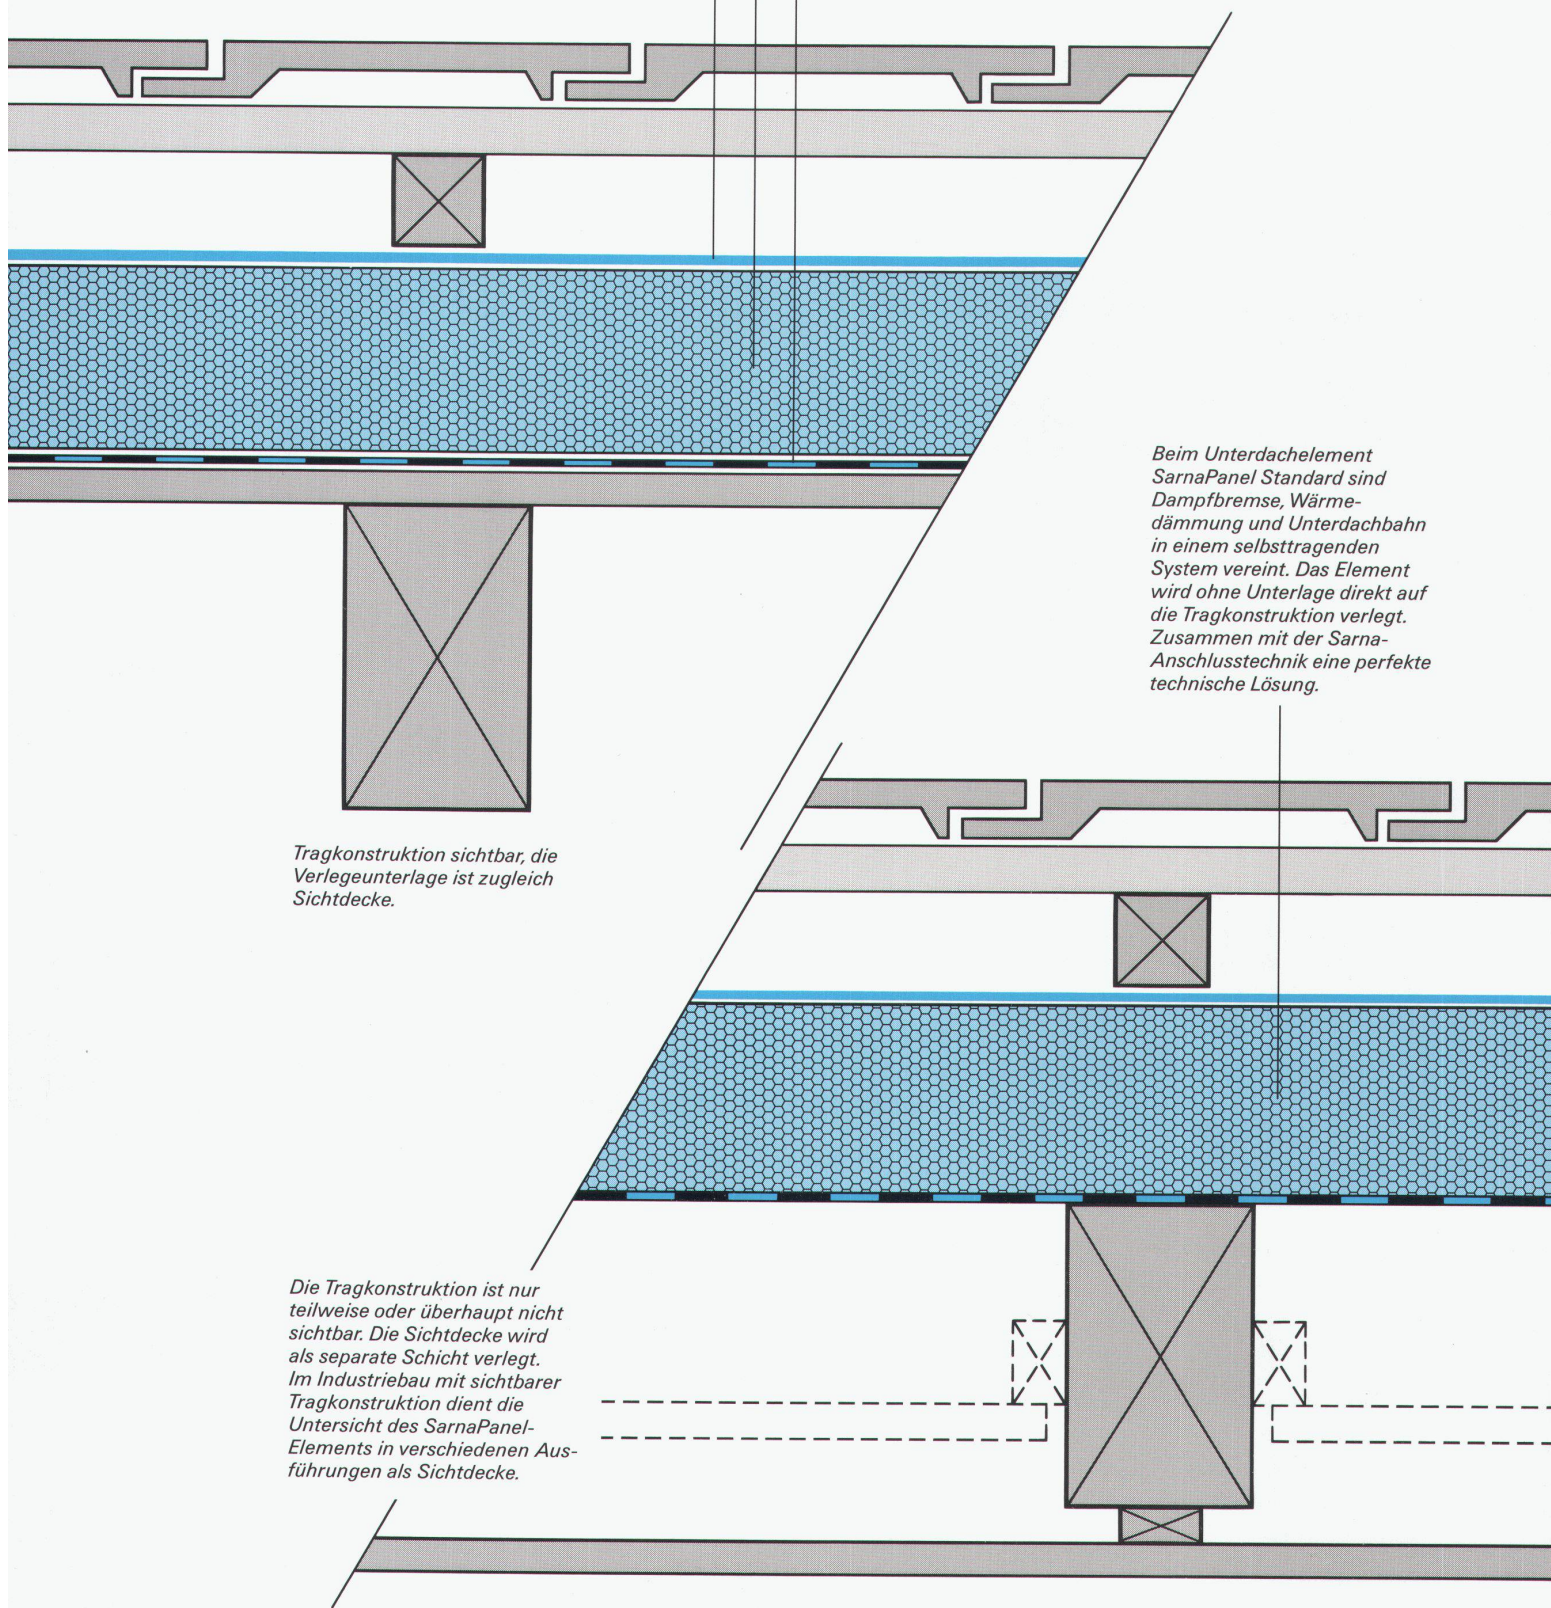 Beim Unterdachelement
SarnaPanel Standard sind
Dampfbremse, Wärme-
dämmung und Unterdachbahn
in einem selbsttragenden
System vereint. Das Element
wird ohne Unterlage direkt auf
die Tragkonstruktion verlegt.
Zusammen mit der Sarna-
Anschlusstechnik eine perfekte
technische Lösung.
Tragkonstruktion sichtbar, die
Verlegeunterlage ist zugleich
Sichtdecke.
Die Tragkonstruktion ist nur
teilweise oder überhaupt nicht
sichtbar. Die Sichtdecke wird
als separate Schicht verlegt.
Im Industriebau mit sichtbarer
Tragkonstruktion dient die
Untersicht des SarnaPanel-
Elements in verschiedenen Aus-
führungen als Sichtdecke.